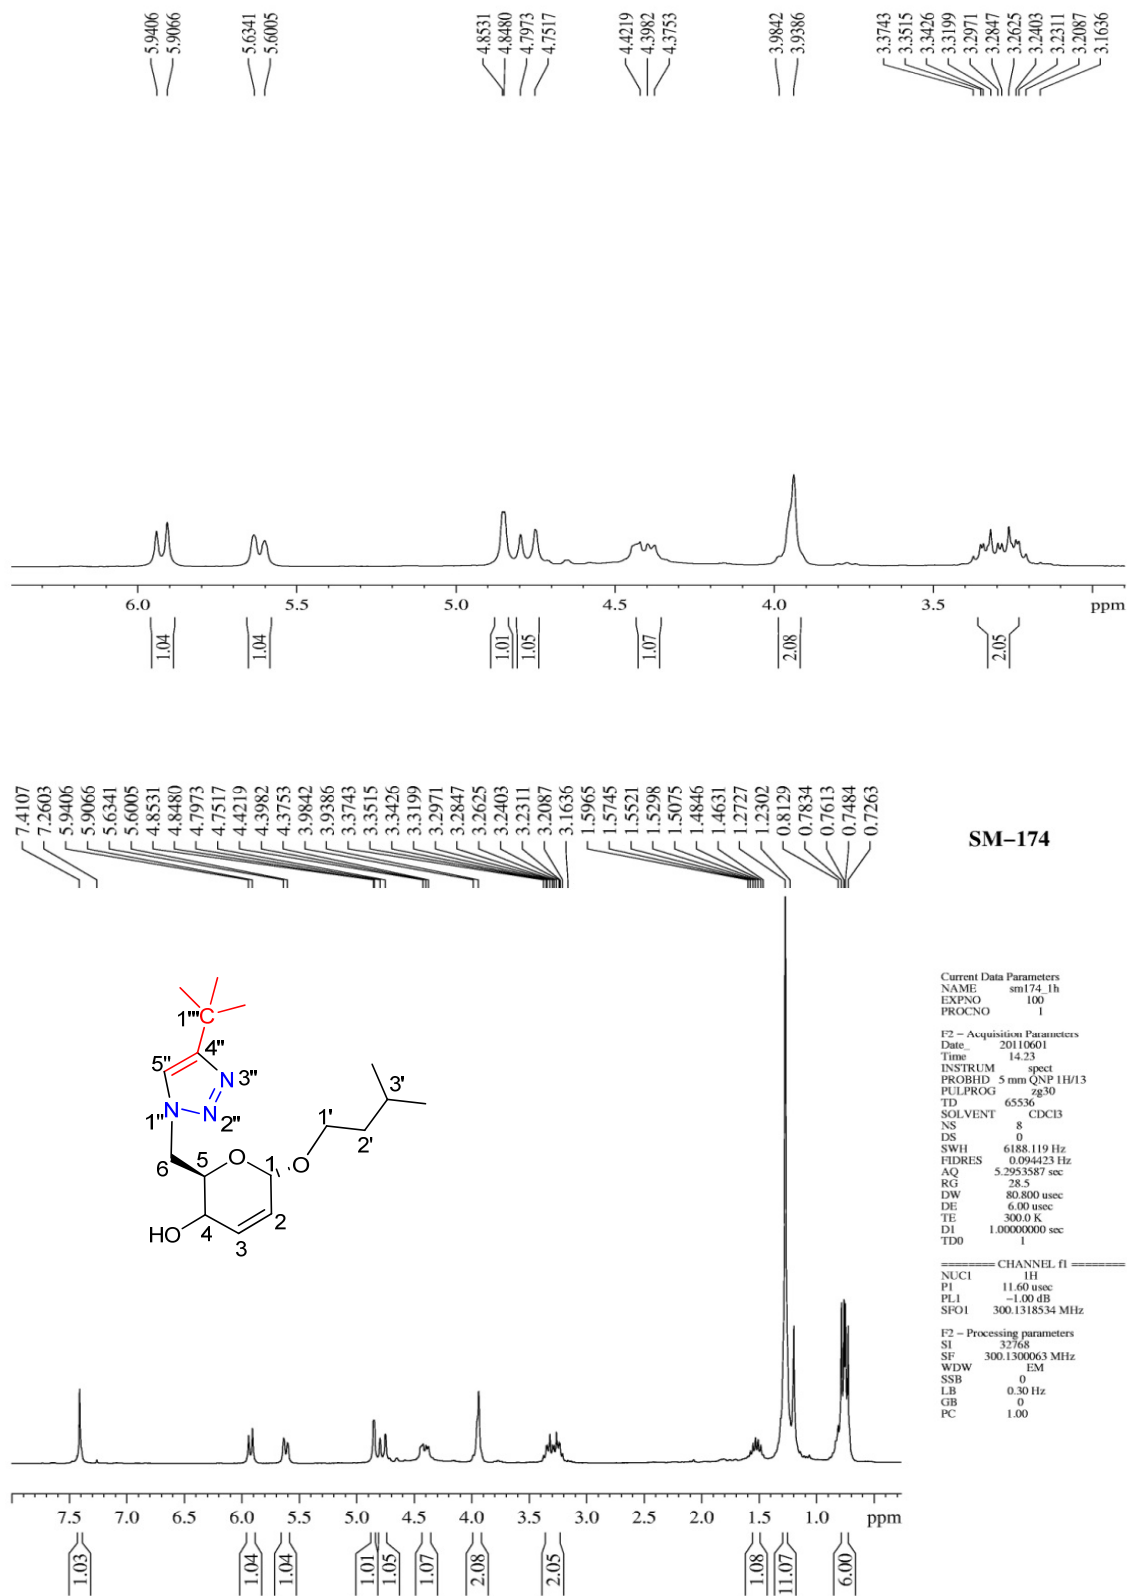 5.9406
5.9066
5.6341
5.6005
4.8531
4.8480
4.7973
4.7517
4.4219
4.3982
4.3753
3.9842
3.9386
3.3743
3.3515
3.3426
3.3199
3.2971
3.2847
3.2625
3.2403
3.2311
3.2087
3.1636
6.0 5.5 5.0 4.5 4.0 3.5 ppm
1.04 1.04 1.01 1.05 1.07 2.08 2.05
7.4107
7.2603
5.9406
5.9066
5.6341
5.6005
4.8531
4.8480
4.7973
4.7517
4.4219
4.3982
4.3753
3.9842
3.9386
3.3743
3.3515
3.3426
3.3199
3.2971
3.2847
3.2625
3.2403
3.2311
3.2087
3.1636
1.5965
1.5745
1.5521
1.5298
1.5075
1.4846
1.4631
1.2727
1.2302
0.8129
0.7834
0.7613
0.7484
0.7263
SM-174
1''' C
4''
5''
N 3''
1'' N N 2''
3'
1'
2'
6 5 O 1 O
HO 4 3 2
Current Data Parameters
NAME sm174_1h
EXPNO 100
PROCNO 1
F2 - Acquisition Parameters
Date_ 20110601
Time 14.23
INSTRUM spect
PROBHD 5 mm QNP 1H/13
PULPROG zg30
TD 65536
SOLVENT CDCl3
NS 8
DS 0
SWH 6188.119 Hz
FIDRES 0.094423 Hz
AQ 5.2953587 sec
RG 28.5
DW 80.800 usec
DE 6.00 usec
TE 300.0 K
D1 1.00000000 sec
TD0 1
======== CHANNEL f1 ========
NUC1 1H
P1 11.60 usec
PL1 -1.00 dB
SFO1 300.1318534 MHz
F2 - Processing parameters
SI 32768
SF 300.1300063 MHz
WDW EM
SSB 0
LB 0.30 Hz
GB 0
PC 1.00
7.5 7.0 6.5 6.0 5.5 5.0 4.5 4.0 3.5 3.0 2.5 2.0 1.5 1.0 ppm
1.03 1.04 1.04 1.01 1.05 1.07 2.08 2.05 1.08 11.07 6.00